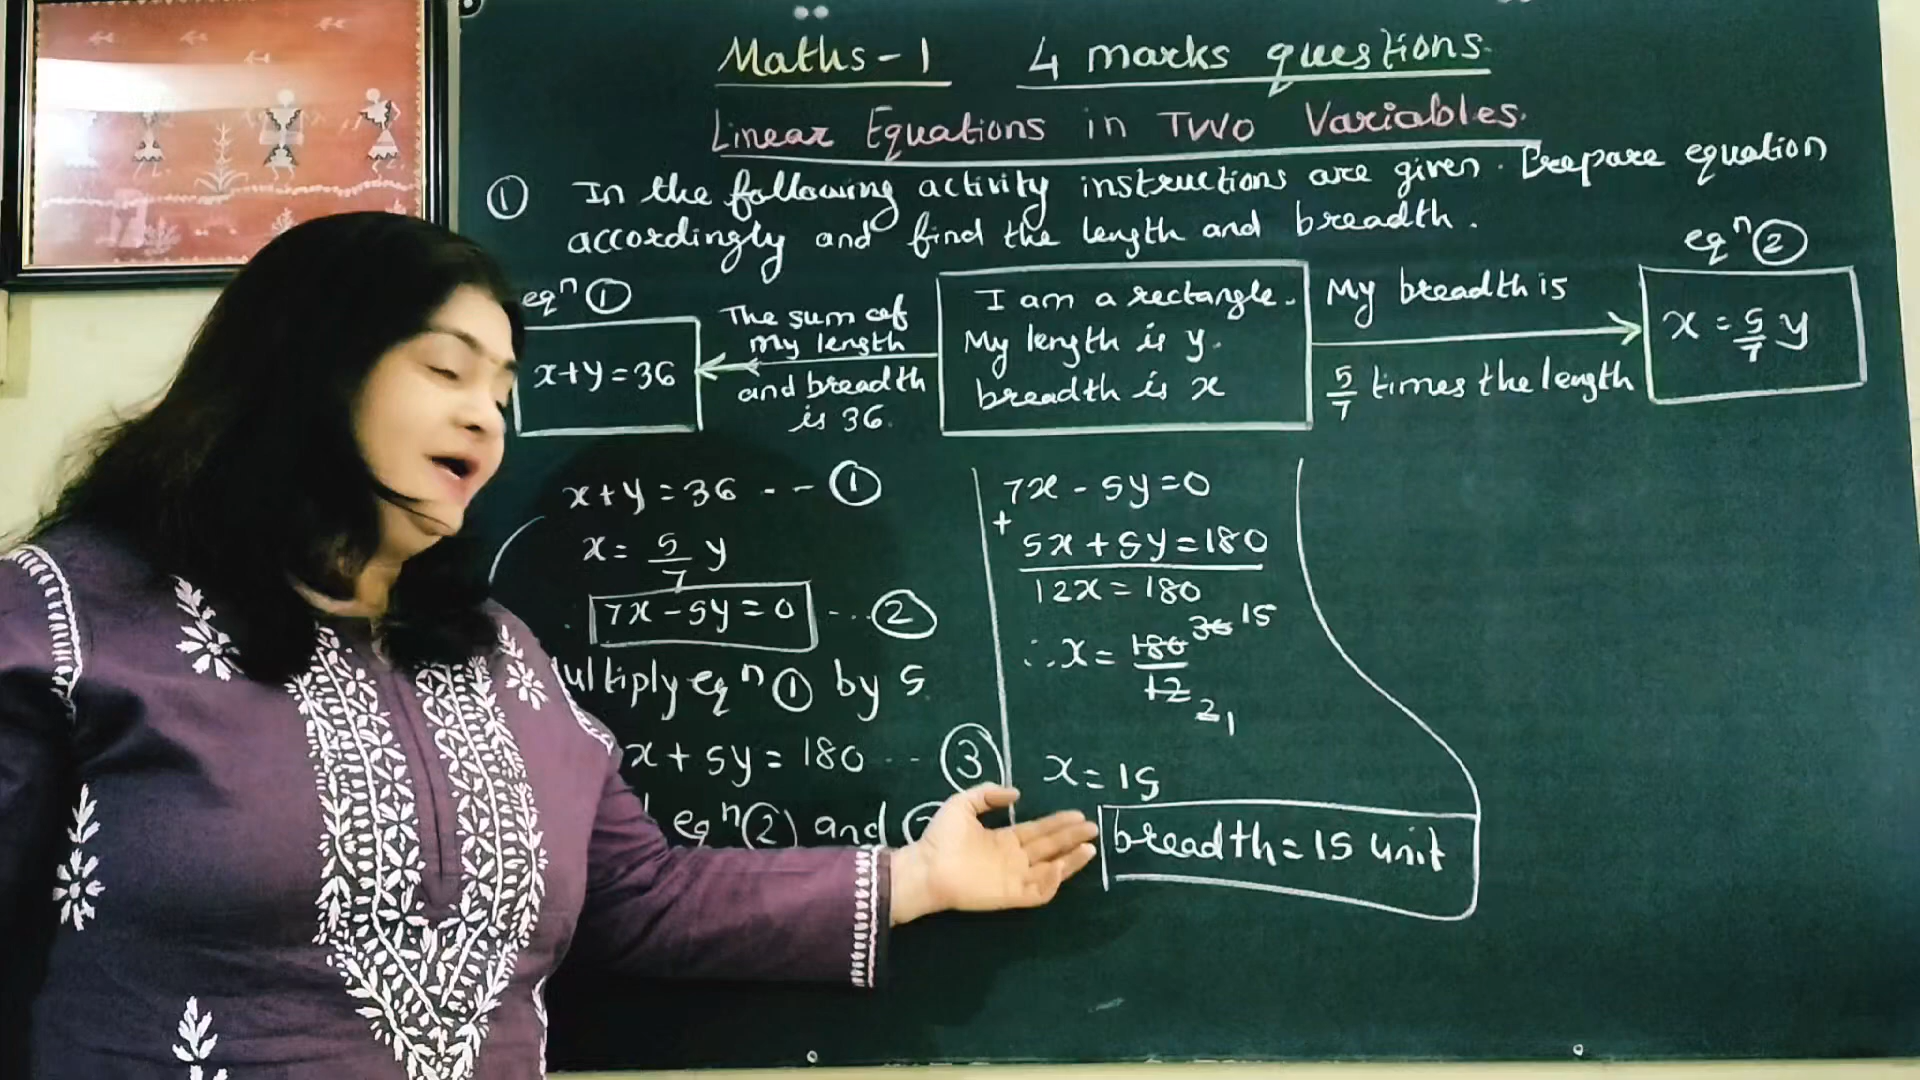 Maths-1 4 marks questions.
Linear Equations in Two Variables.
① In the following activity instructions are given. Prepare equation
accordingly and find the length and breadth.
eqⁿ ①
x+y=36
The sum of
my length
and breadth
is 36.
I am a rectangle.
My length is y.
breadth is x
My breadth is
5/7 times the length
eqⁿ ②
x = 5/7 y
x+y=36 -- ①
x= 5/7 y
7x-5y=0 --- ②
ultiply eqⁿ ① by 5
x+5y=180 --- ③
eqⁿ ② and
7x-5y=0
+
5x+5y=180
12x=180
∴x= 180/12 36 15
2 1
x=15
breadth=15 unit